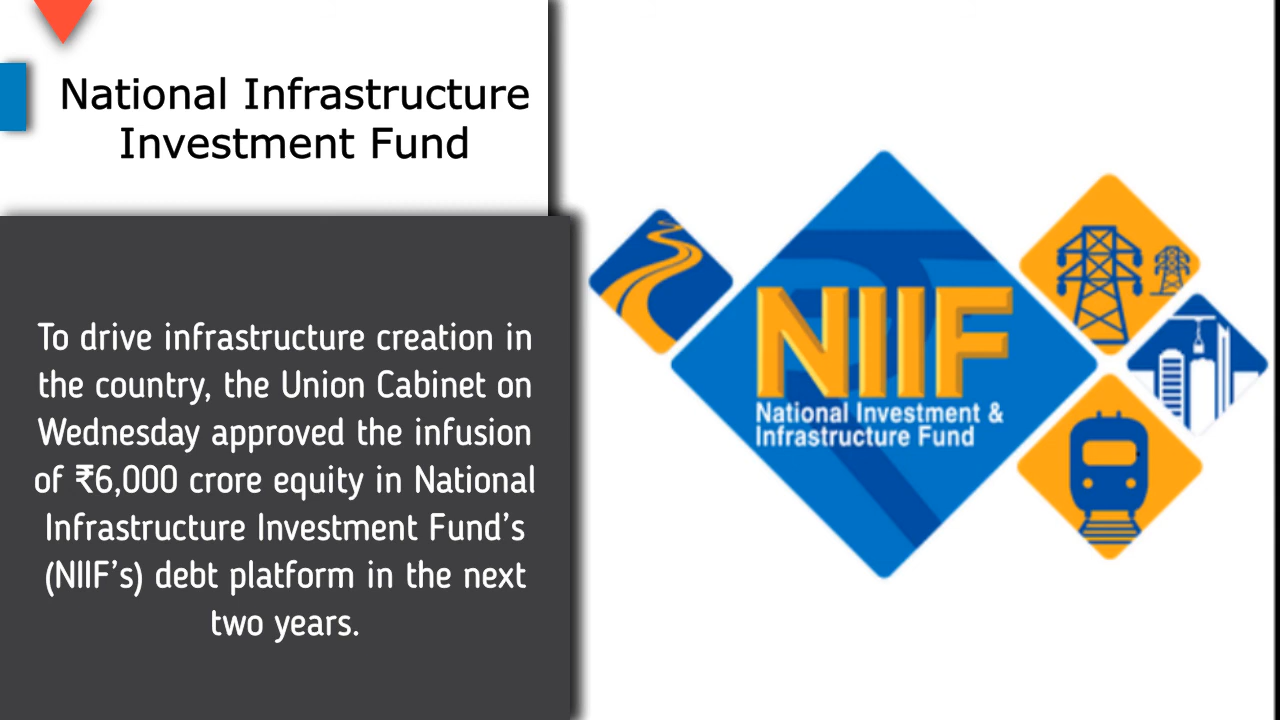 National Infrastructure
Investment Fund
To drive infrastructure creation in
the country, the Union Cabinet on
Wednesday approved the infusion
of ₹6,000 crore equity in National
Infrastructure Investment Fund’s
(NIIF’s) debt platform in the next
two years.
NIIF
National Investment &
Infrastructure Fund